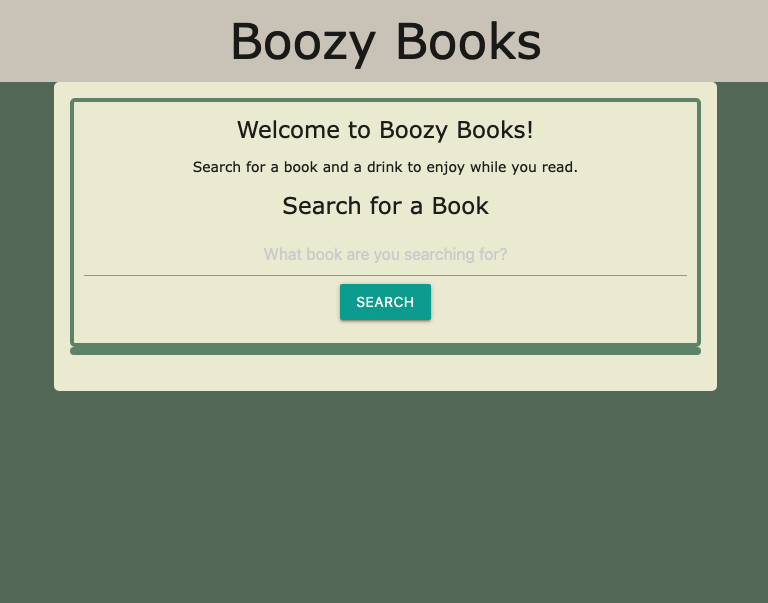 Boozy Books
Welcome to Boozy Books!
Search for a book and a drink to enjoy while you read.
Search for a Book
What book are you searching for?
SEARCH